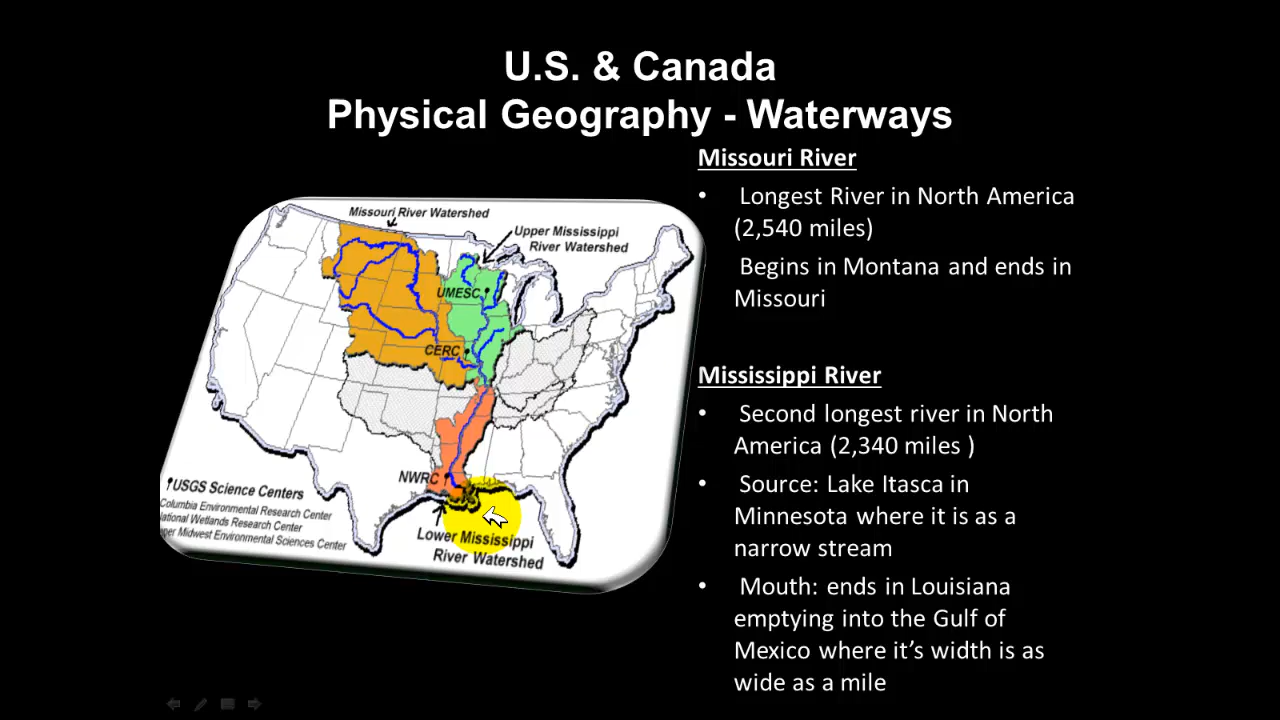 U.S. & Canada
Physical Geography - Waterways
Missouri River
• Longest River in North America
(2,540 miles)
Begins in Montana and ends in
Missouri
Mississippi River
• Second longest river in North
America (2,340 miles )
• Source: Lake Itasca in
Minnesota where it is as a
narrow stream
• Mouth: ends in Louisiana
emptying into the Gulf of
Mexico where it’s width is as
wide as a mile
Missouri River Watershed
Upper Mississippi
River Watershed
UMESC
CERC
NWRC
USGS Science Centers
Columbia Environmental Research Center
National Wetlands Research Center
per Midwest Environmental Sciences Center
Lower Mississippi
River Watershed